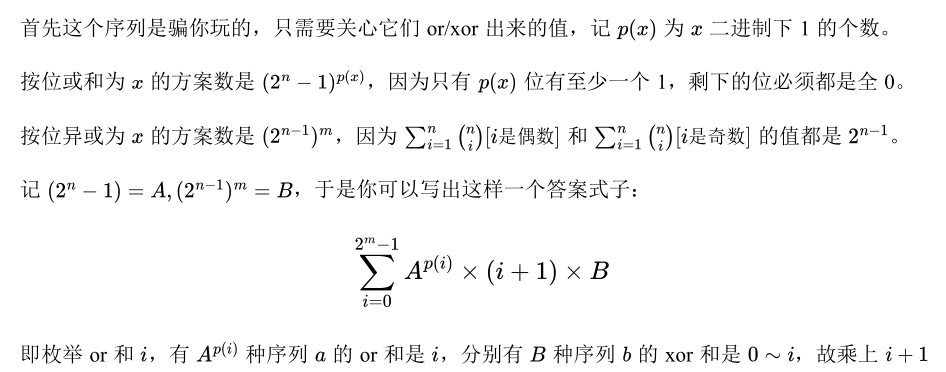 首先这个序列是骗你玩的，只需要关心它们 or/xor 出来的值，记 p(x) 为 x 二进制下 1 的个数。
按位或和为 x 的方案数是 (2^n − 1)^{p(x)}，因为只有 p(x) 位有至少一个 1，剩下的位必须都是全 0。
按位异或为 x 的方案数是 (2^{n−1})^m，因为 ∑_{i=1}^{n} \binom{n}{i}[i是偶数] 和 ∑_{i=1}^{n} \binom{n}{i}[i是奇数] 的值都是 2^{n−1}。
记 (2^n − 1) = A, (2^{n−1})^m = B，于是你可以写出这样一个答案式子：
∑_{i=0}^{2^m−1} A^{p(i)} × (i + 1) × B
即枚举 or 和 i，有 A^{p(i)} 种序列 a 的 or 和是 i，分别有 B 种序列 b 的 xor 和是 0 ∼ i，故乘上 i + 1